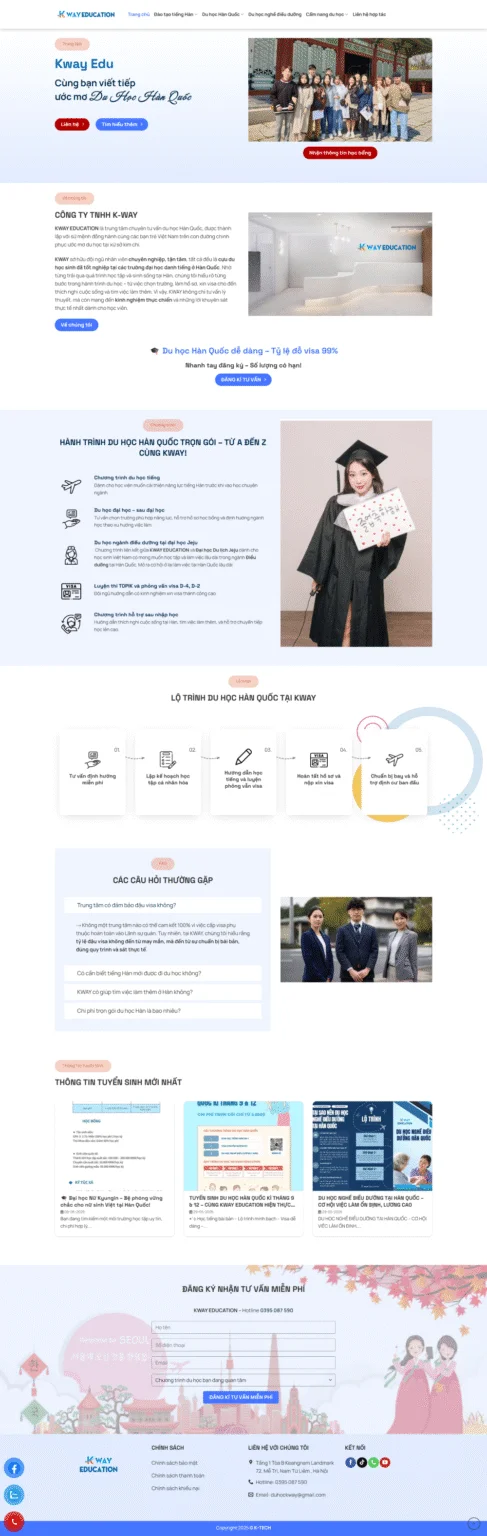 K WAY EDUCATION
Trang chủ
Đào tạo tiếng Hàn
Du học Hàn Quốc
Du học nghề điều dưỡng
Cẩm nang du học
Liên hệ hợp tác
Trung tâm
Kway Edu
Cùng bạn viết tiếp
ước mơ Du Học Hàn Quốc
Liên hệ
Tìm hiểu thêm
Nhận thông tin học bổng
Về chúng tôi
CÔNG TY TNHH K-WAY
KWAY EDUCATION là trung tâm chuyên tư vấn du học Hàn Quốc, được thành
lập với sứ mệnh đồng hành cùng các bạn trẻ Việt Nam trên con đường chinh
phục ước mơ du học tại xứ sở kim chi.
KWAY sở hữu đội ngũ nhân viên chuyên nghiệp, tận tâm, tất cả đều là cựu du
học sinh đã tốt nghiệp tại các trường đại học danh tiếng ở Hàn Quốc. Nhờ
từng trải qua quá trình học tập và sinh sống tại Hàn, chúng tôi hiểu rõ từng
bước trong hành trình du học – từ việc chọn trường, làm hồ sơ, xin visa cho đến
thích nghi cuộc sống và tìm việc làm thêm. Vì vậy, KWAY không chỉ tư vấn lý
thuyết, mà còn mang đến kinh nghiệm thực chiến và những lời khuyên sát
thực tế nhất dành cho học viên.
Về chúng tôi
K WAY EDUCATION
Du học Hàn Quốc dễ dàng – Tỷ lệ đỗ visa 99%
Nhanh tay đăng ký – Số lượng có hạn!
ĐĂNG KÍ TƯ VẤN
HÀNH TRÌNH DU HỌC HÀN QUỐC TRỌN GÓI – TỪ A ĐẾN Z
CÙNG KWAY!
Chương trình du học tiếng
Dành cho học viên muốn cải thiện năng lực tiếng Hàn trước khi vào học chuyên
ngành
Du học đại học – sau đại học
Tư vấn chọn trường phù hợp năng lực, hỗ trợ hồ sơ học bổng và định hướng ngành
học theo xu hướng việc làm
Du học ngành điều dưỡng tại đại học Jeju
Chương trình liên kết giữa KWAY EDUCATION và Đại học Du lịch Jeju dành cho
học sinh Việt Nam có mong muốn học tập và làm việc lâu dài trong ngành Điều
dưỡng tại Hàn Quốc. Mở ra cơ hội ở lại làm việc tại Hàn Quốc lâu dài
VISA
Luyện thi TOPIK và phỏng vấn visa D-4, D-2
Đội ngũ hướng dẫn có kinh nghiệm xin visa thành công cao
Chương trình hỗ trợ sau nhập học
Hướng dẫn thích nghi cuộc sống tại Hàn, tìm việc làm thêm, và hỗ trợ chuyển tiếp
học lên cao
Lộ trình
LỘ TRÌNH DU HỌC HÀN QUỐC TẠI KWAY
01.
Tư vấn định hướng
miễn phí
02.
Lập kế hoạch học
tập cá nhân hóa
03.
Hướng dẫn học
tiếng và luyện
phỏng vấn visa
04.
VISA
Hoàn tất hồ sơ và
nộp xin visa
05.
Chuẩn bị bay và hỗ
trợ định cư ban đầu
FAQ
CÁC CÂU HỎI THƯỜNG GẶP
Trung tâm có đảm bảo đậu visa không?
Không một trung tâm nào có thể cam kết 100% vì việc cấp visa phụ
thuộc hoàn toàn vào Lãnh sự quán. Tuy nhiên, tại KWAY, chúng tôi hiểu rằng
tỷ lệ đậu visa không đến từ may mắn, mà đến từ sự chuẩn bị bài bản,
đúng quy trình và sát thực tế.
Có cần biết tiếng Hàn mới được đi du học không?
KWAY có giúp tìm việc làm thêm ở Hàn không?
Chi phí trọn gói du học Hàn là bao nhiêu?
THÔNG TIN TUYỂN SINH MỚI NHẤT
HỌC BỔNG
KÝ TÚC XÁ
QUỐC KÌ THÁNG 9 & 12
LỘ TRÌNH
Đại học Nữ Kyungin – Bệ phóng vững
chắc cho nữ sinh Việt tại Hàn Quốc!
Bạn đang tìm kiếm một môi trường học tập uy tín,
chi phí hợp lý...
TUYỂN SINH DU HỌC HÀN QUỐC KÌ THÁNG 9
& 12 – CÙNG KWAY EDUCATION HIỆN THỰC...
DU HỌC NGHỀ ĐIỀU DƯỠNG TẠI HÀN QUỐC –
CƠ HỘI VIỆC LÀM ỔN ĐỊNH, LƯƠNG CAO
DU HỌC NGHỀ ĐIỀU DƯỠNG TẠI HÀN QUỐC – CƠ HỘI
VIỆC LÀM ỔN ĐỊNH,...
ĐĂNG KÝ NHẬN TƯ VẤN MIỄN PHÍ
KWAY EDUCATION – Hotline 0395 087 590
Họ tên
Số điện thoại
Email
Chương trình du học bạn đang quan tâm
ĐĂNG KÍ TƯ VẤN MIỄN PHÍ
SEOUL
K WAY
EDUCATION
CHÍNH SÁCH
Chính sách bảo mật
Chính sách thanh toán
Chính sách khiếu nại
LIÊN HỆ VỚI CHÚNG TÔI
Tầng 1 Tòa B Keangnam Landmark
72, Mễ Trì, Nam Từ Liêm, Hà Nội
Hotline: 0395 087 590
Email: duhockway@gmail.com
KẾT NỐI
Copyright 2025 © K-TECH